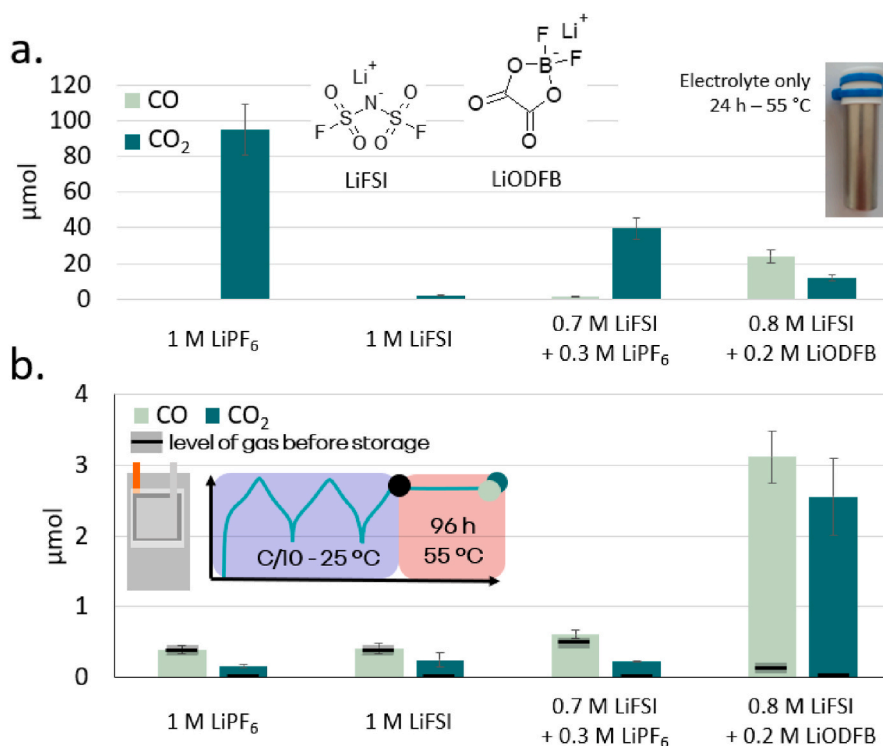 a.
120
100
80
60
40
20
0
µmol
CO
CO₂
Li⁺
O
O
N⁻
S
S
F
O
O
F
LiFSI
F
Li⁺
O
B⁻
F
O
O
O
LiODFB
Electrolyte only
24 h – 55 °C
1 M LiPF₆
1 M LiFSI
0.7 M LiFSI
+ 0.3 M LiPF₆
0.8 M LiFSI
+ 0.2 M LiODFB
b.
4
3
2
1
0
µmol
CO
CO₂
level of gas before storage
C/10 - 25 °C
96 h
55 °C
1 M LiPF₆
1 M LiFSI
0.7 M LiFSI
+ 0.3 M LiPF₆
0.8 M LiFSI
+ 0.2 M LiODFB